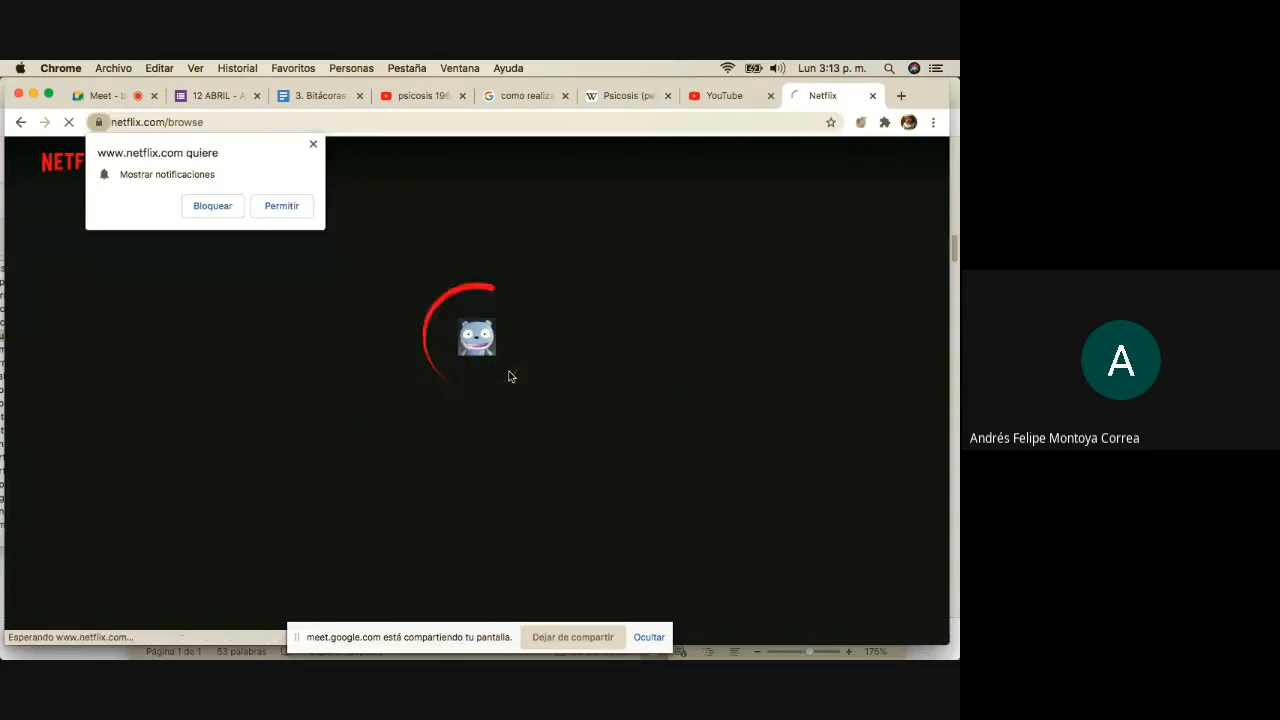 Chrome Archivo Editar Ver Historial Favoritos Personas Pestaña Ventana Ayuda Lun 3:13 p. m.
Meet - b 12 ABRIL - A 3. Bitácoras psicosis 196 como realiza Psicosis (pe YouTube Netflix
netflix.com/browse
NETF
www.netflix.com quiere
Mostrar notificaciones
Bloquear Permitir
A
Andrés Felipe Montoya Correa
Esperando www.netflix.com...
meet.google.com está compartiendo tu pantalla. Dejar de compartir Ocultar
Página 1 de 1 53 palabras 175%